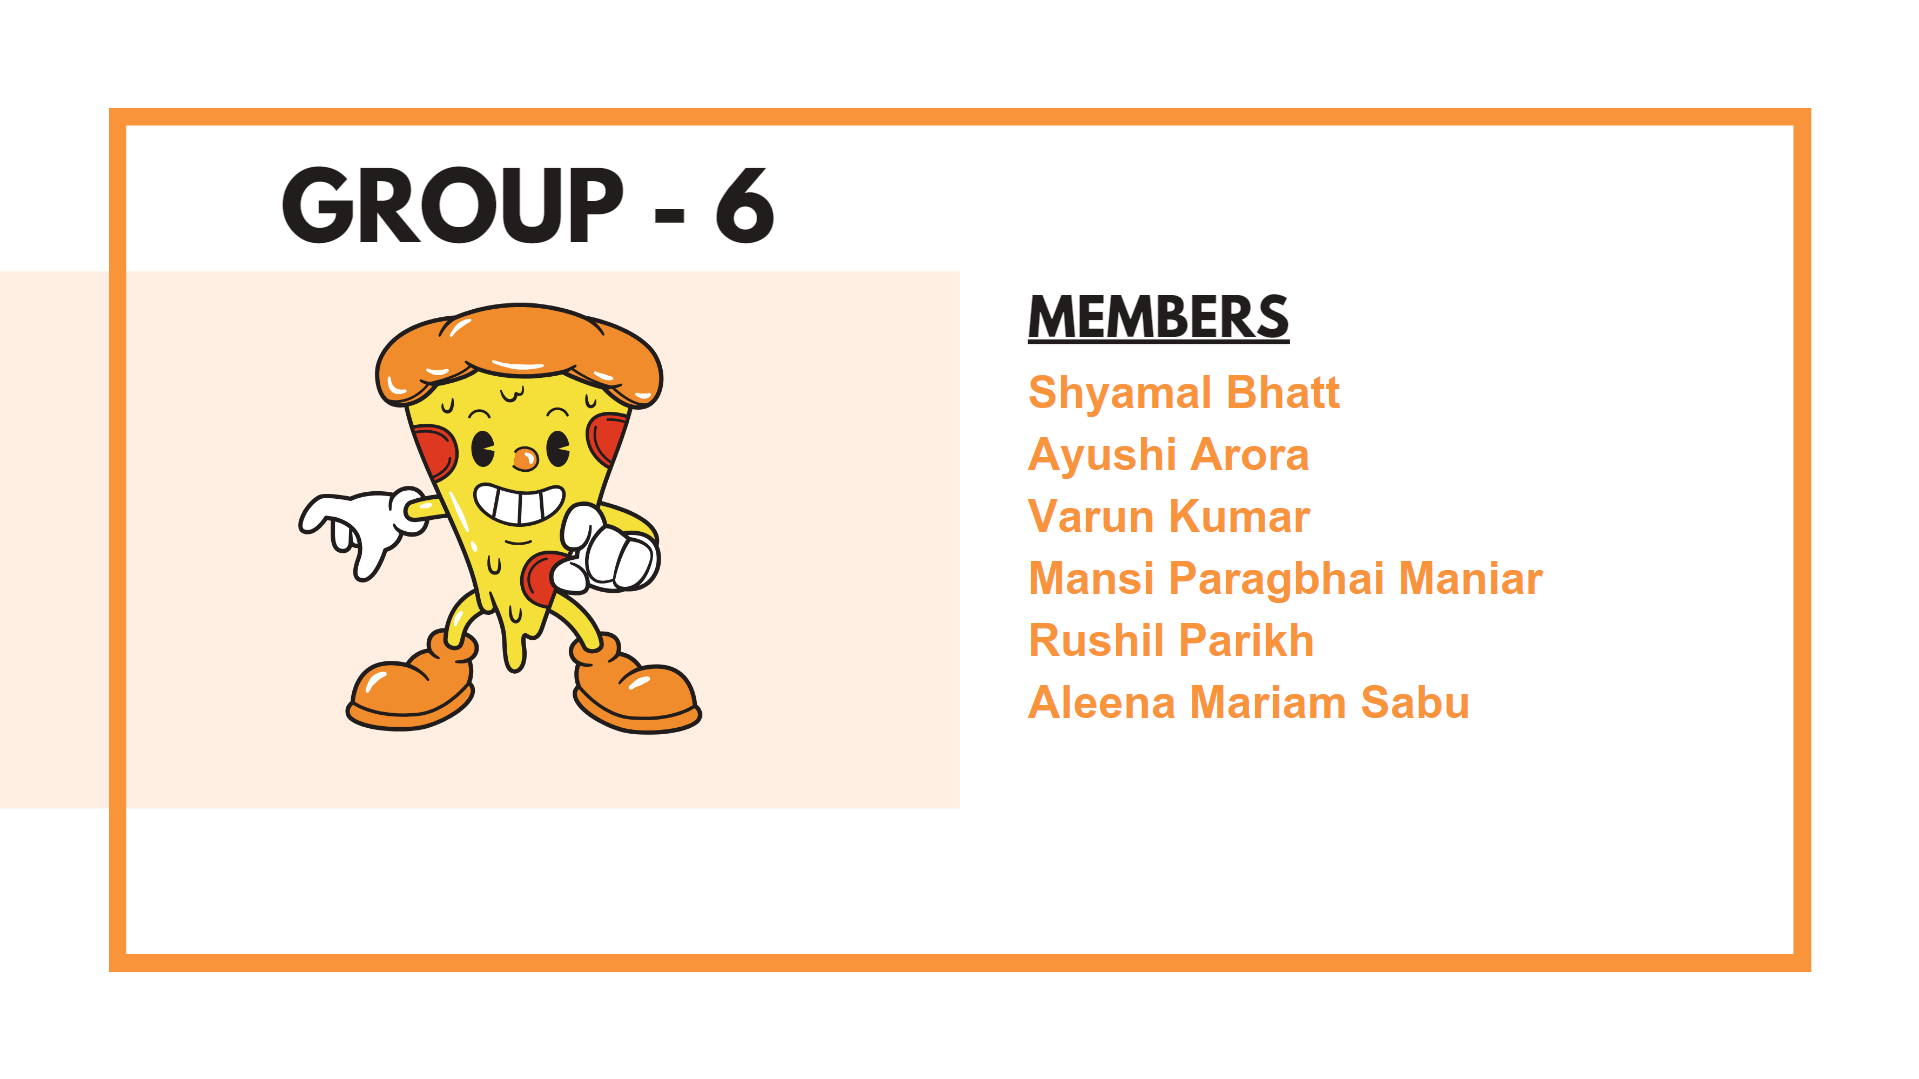 GROUP - 6
MEMBERS
Shyamal Bhatt
Ayushi Arora
Varun Kumar
Mansi Paragbhai Maniar
Rushil Parikh
Aleena Mariam Sabu